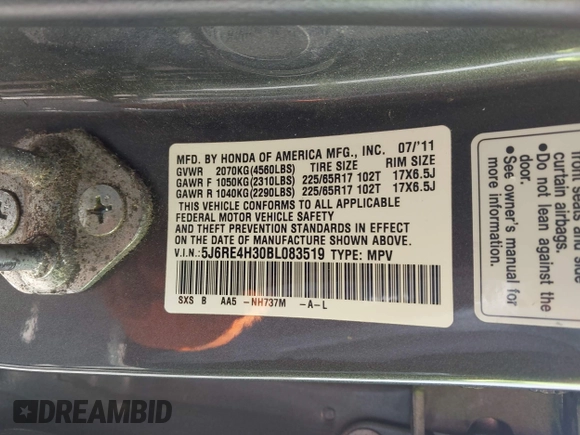 MFD. BY HONDA OF AMERICA MFG., INC. 07/'11
GVWR 2070KG(4560LBS) TIRE SIZE RIM SIZE
GAWR F 1050KG(2310LBS) 225/65R17 102T 17X6.5J
GAWR R 1040KG(2290LBS) 225/65R17 102T 17X6.5J
THIS VEHICLE CONFORMS TO ALL APPLICABLE
FEDERAL MOTOR VEHICLE SAFETY
AND THEFT PREVENTION STANDARDS IN EFFECT
ON THE DATE OF MANUFACTURE SHOWN ABOVE.
V.I.N.: 5J6RE4H30BL083519 TYPE: MPV
SXS B AA5 -NH737M -A-L
curtain airbags.
•Do not lean against the
door.
•See owner's manual for
more information.
DREAMBID